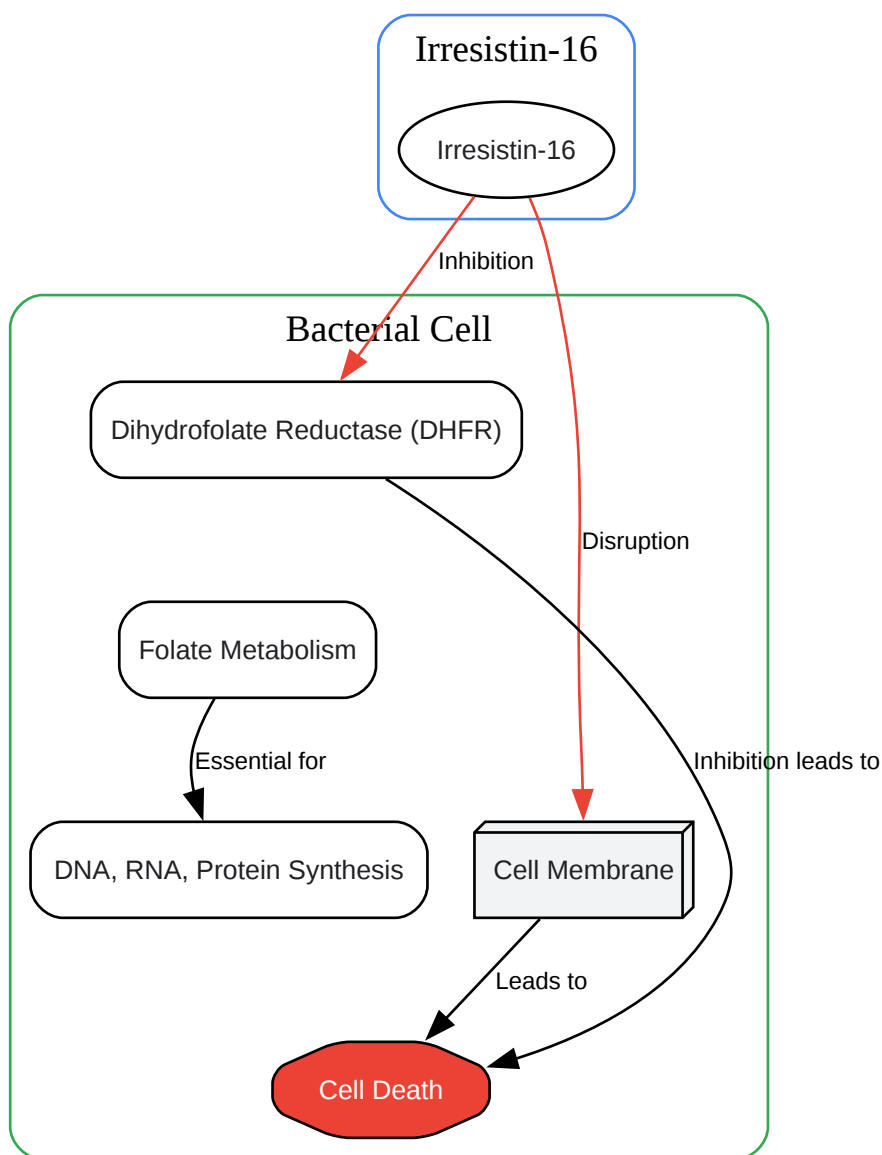 Irresistin-16
Irresistin-16
Inhibition
Bacterial Cell
Dihydrofolate Reductase (DHFR)
Disruption
Folate Metabolism
Essential for
Inhibition leads to
DNA, RNA, Protein Synthesis
Cell Membrane
Leads to
Cell Death